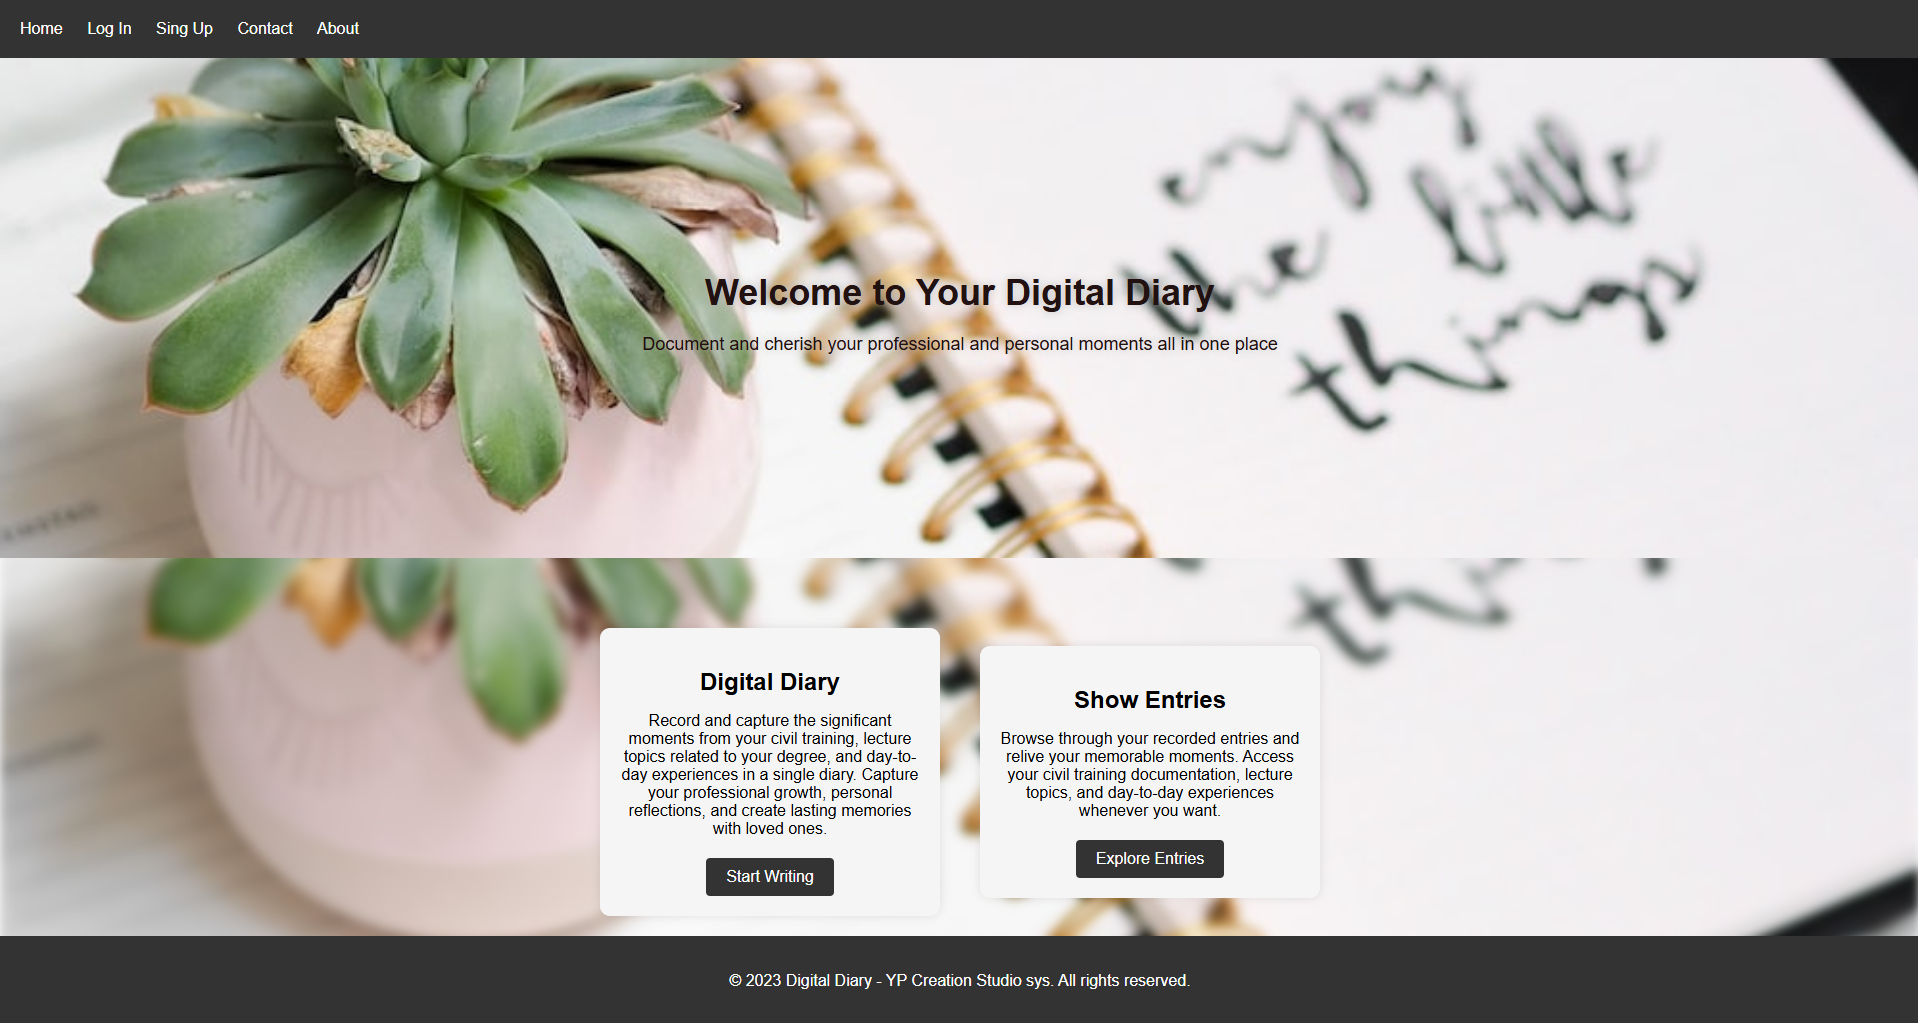 Home Log In Sing Up Contact About
enjoy
the little
things
Welcome to Your Digital Diary
Document and cherish your professional and personal moments all in one place
Digital Diary
Record and capture the significant
moments from your civil training, lecture
topics related to your degree, and day-to-
day experiences in a single diary. Capture
your professional growth, personal
reflections, and create lasting memories
with loved ones.
Start Writing
Show Entries
Browse through your recorded entries and
relive your memorable moments. Access
your civil training documentation, lecture
topics, and day-to-day experiences
whenever you want.
Explore Entries
© 2023 Digital Diary - YP Creation Studio sys. All rights reserved.